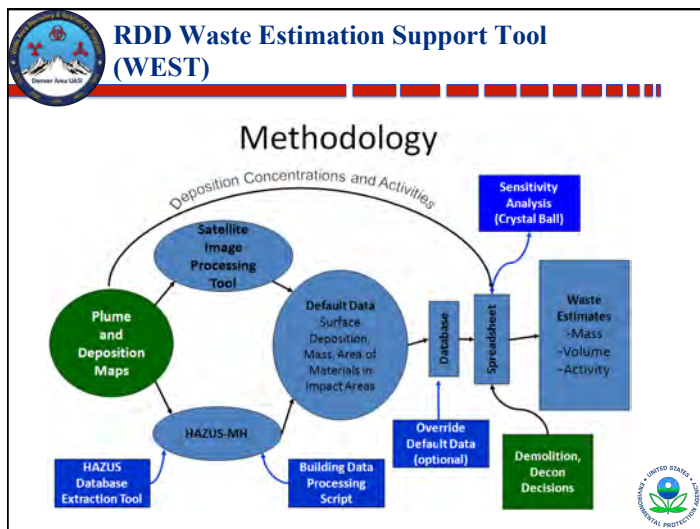 RDD Waste Estimation Support Tool
(WEST)
Denver Area UASI
Methodology
Deposition Concentrations and Activities
Sensitivity
Analysis
(Crystal Ball)
Satellite
Image
Processing
Tool
Plume
and
Deposition
Maps
Default Data
Surface
Deposition,
Mass, Area of
Materials in
Impact Areas
Database
Spreadsheet
Waste
Estimates
-Mass
-Volume
-Activity
HAZUS-MH
HAZUS
Database
Extraction Tool
Building Data
Processing
Script
Override
Default Data
(optional)
Demolition,
Decon
Decisions
UNITED STATES
ENVIRONMENTAL PROTECTION AGENCY